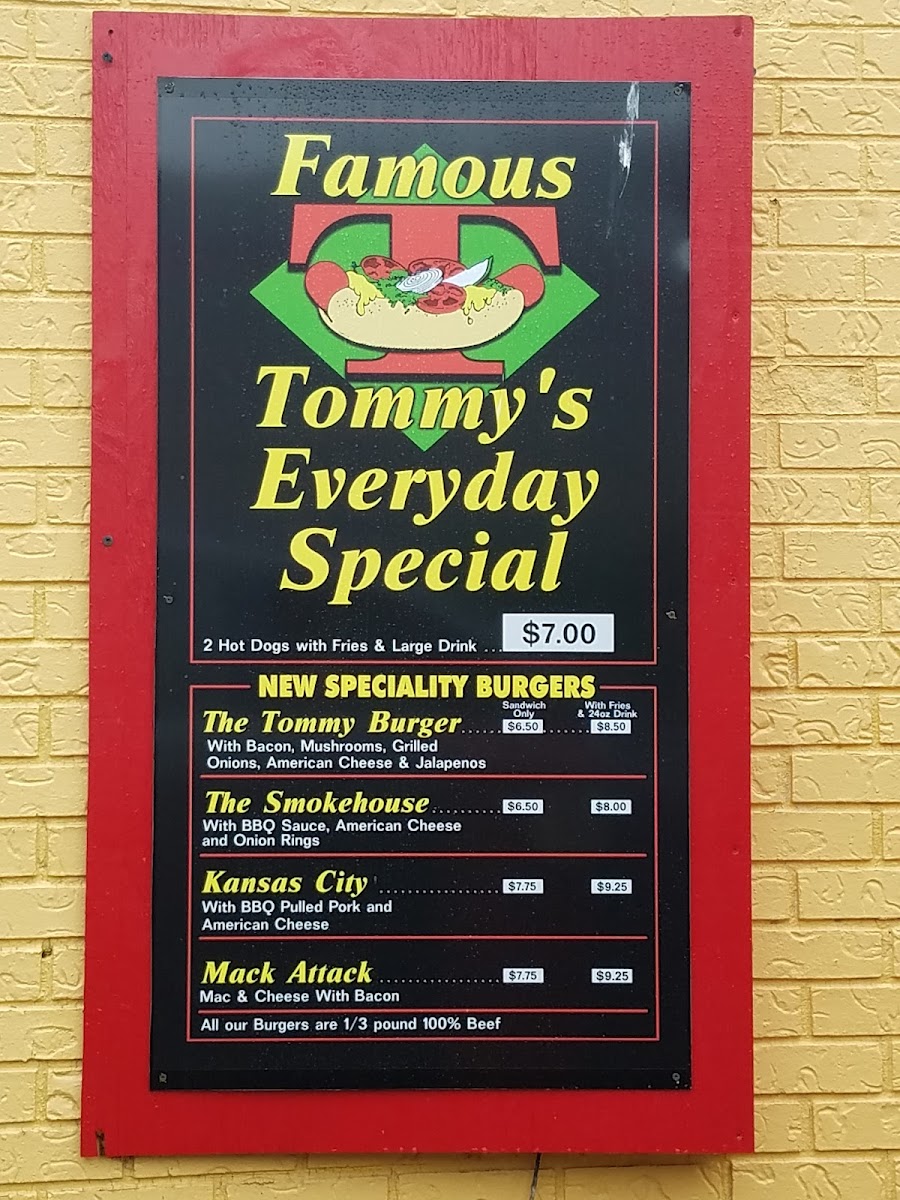 Famous
T
Tommy's
Everyday
Special
2 Hot Dogs with Fries & Large Drink ... $7.00
NEW SPECIALITY BURGERS
Sandwich Only
With Fries & 24oz Drink
The Tommy Burger $6.50 $8.50
With Bacon, Mushrooms, Grilled
Onions, American Cheese & Jalapenos
The Smokehouse $6.50 $8.00
With BBQ Sauce, American Cheese
and Onion Rings
Kansas City $7.75 $9.25
With BBQ Pulled Pork and
American Cheese
Mack Attack $7.75 $9.25
Mac & Cheese With Bacon
All our Burgers are 1/3 pound 100% Beef